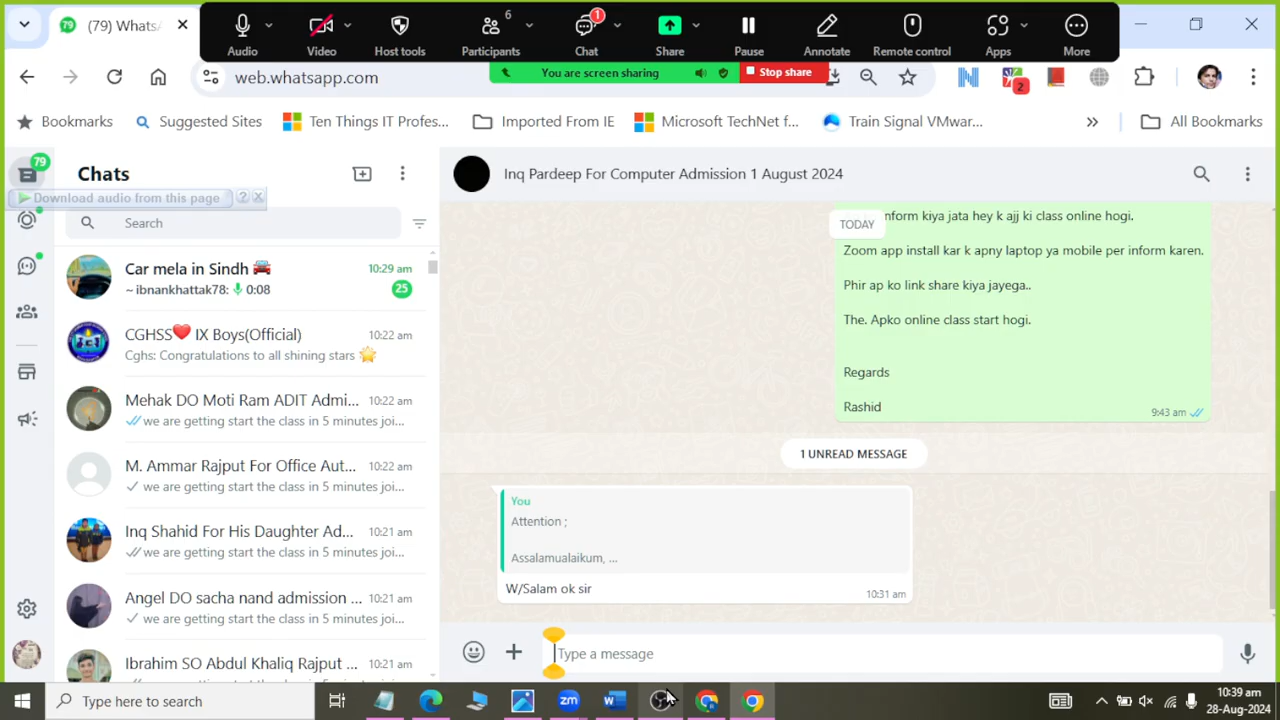 (79) Whats
Audio
Video
Host tools
6
Participants
1
Chat
Share
Pause
Annotate
Remote control
Apps
More
web.whatsapp.com
You are screen sharing
Stop share
2
Bookmarks
Suggested Sites
Ten Things IT Profes...
Imported From IE
Microsoft TechNet f...
Train Signal VMwar...
»
All Bookmarks
79
Chats
Download audio from this page
?
Search
Car mela in Sindh 🚘
10:29 am
~ ibnankhattak78: 0:08
25
CGHSS❤️ IX Boys(Official)
10:22 am
Cghs: Congratulations to all shining stars 🌟
Mehak DO Moti Ram ADIT Admi...
10:22 am
we are getting start the class in 5 minutes joi...
M. Ammar Rajput For Office Aut...
10:22 am
we are getting start the class in 5 minutes joi...
Inq Shahid For His Daughter Ad...
10:21 am
we are getting start the class in 5 minutes joi...
Angel DO sacha nand admission ...
10:21 am
we are getting start the class in 5 minutes joi...
Ibrahim SO Abdul Khaliq Rajput ...
10:21 am
Inq Pardeep For Computer Admission 1 August 2024
TODAY
nform kiya jata hey k ajj ki class online hogi.
Zoom app install kar k apny laptop ya mobile per inform karen.
Phir ap ko link share kiya jayega..
The. Apko online class start hogi.
Regards
Rashid
9:43 am
1 UNREAD MESSAGE
You
Attention ;
Assalamualaikum, ...
W/Salam ok sir
10:31 am
Type a message
Type here to search
zm
10:39 am
28-Aug-2024